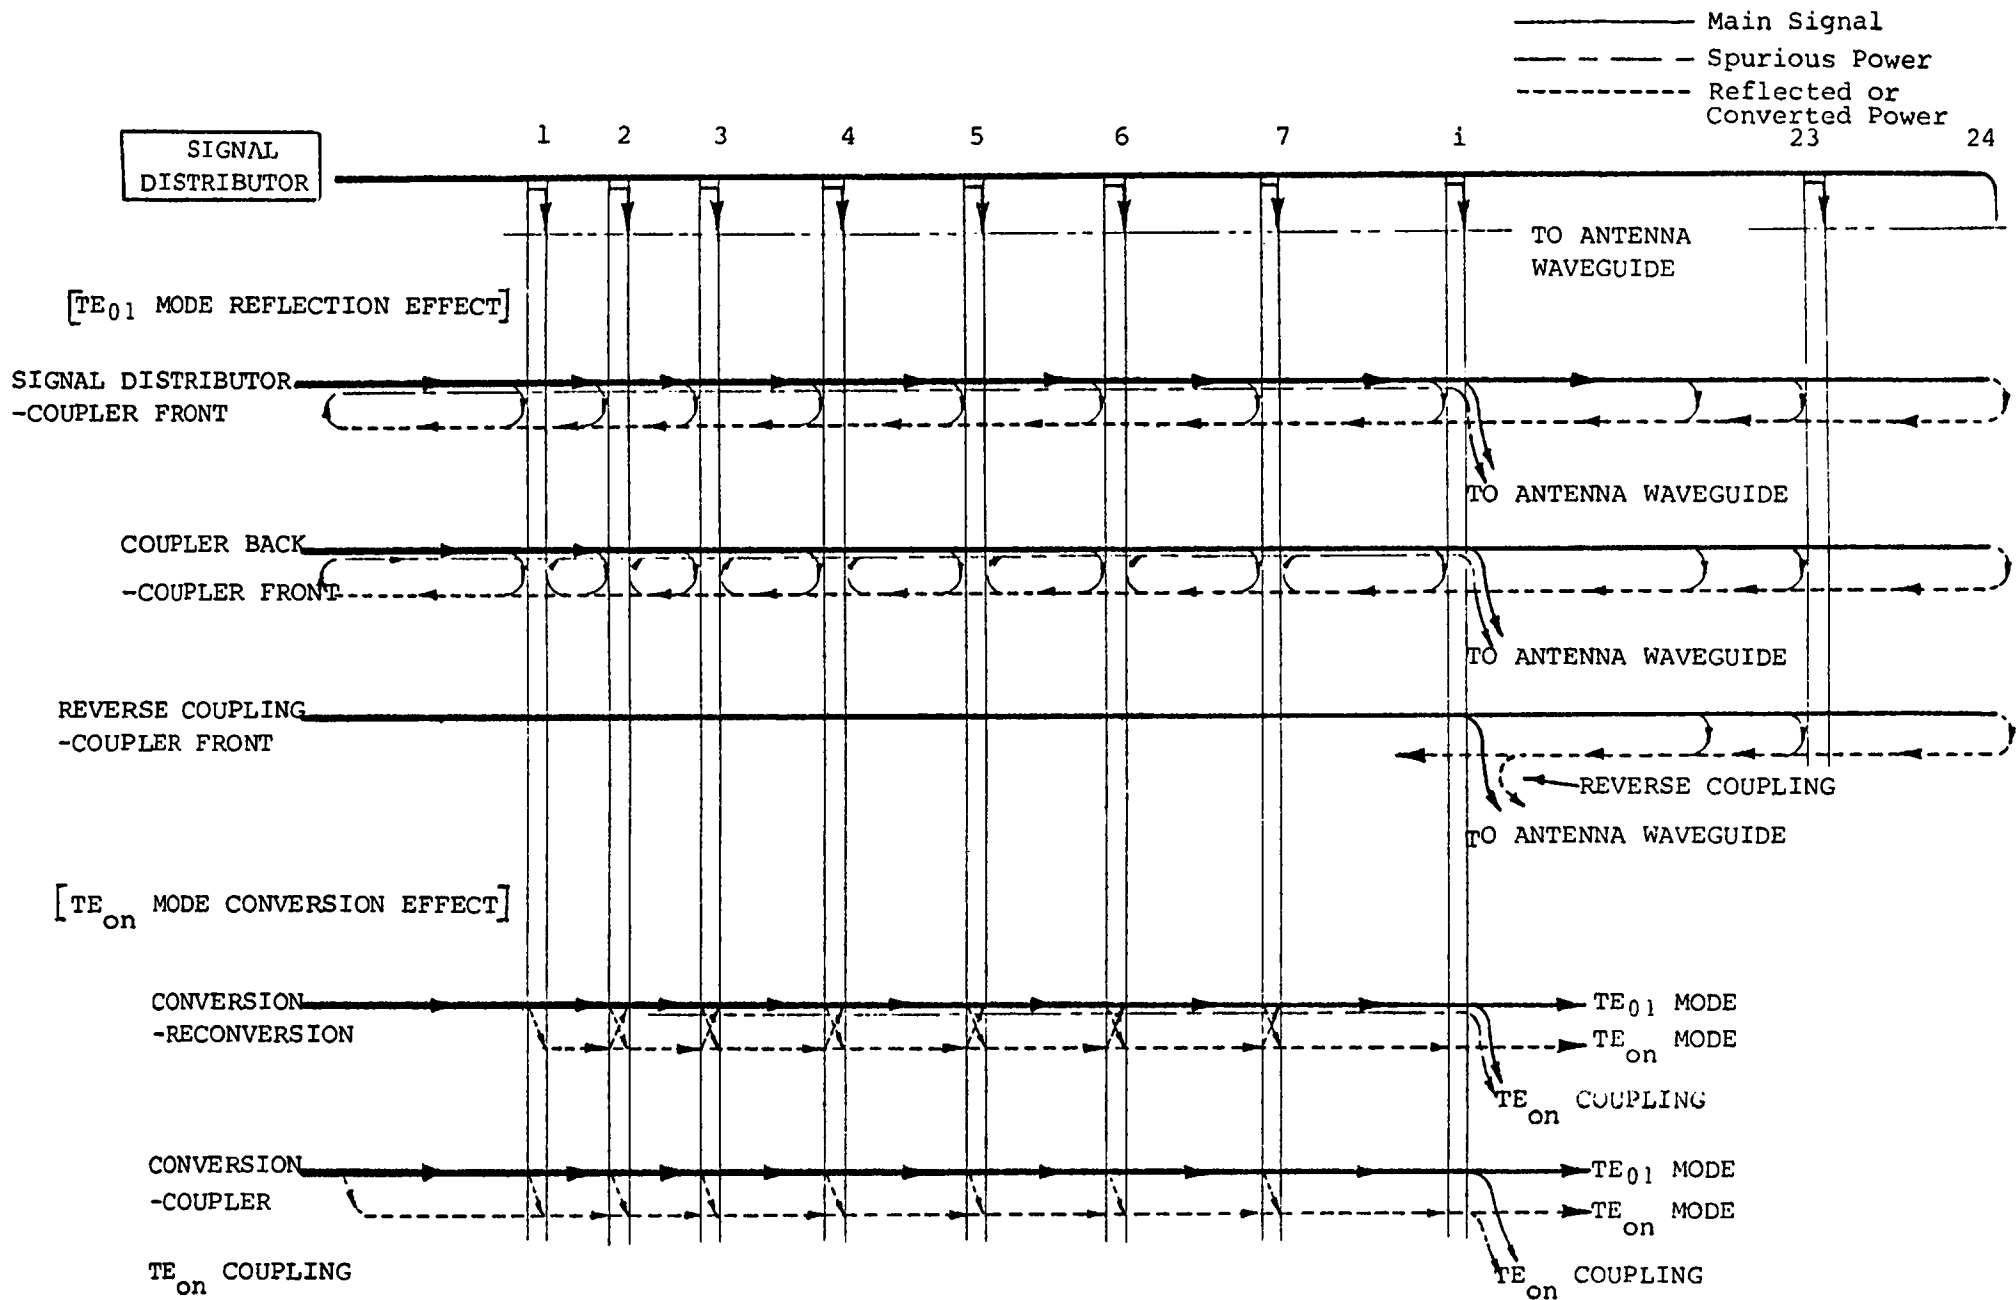 Main Signal
Spurious Power
Reflected or
Converted Power
1 2 3 4 5 6 7 i 23 24
SIGNAL
DISTRIBUTOR
TO ANTENNA
WAVEGUIDE
[TE01 MODE REFLECTION EFFECT]
SIGNAL DISTRIBUTOR
-COUPLER FRONT
TO ANTENNA WAVEGUIDE
COUPLER BACK
-COUPLER FRONT
TO ANTENNA WAVEGUIDE
REVERSE COUPLING
-COUPLER FRONT
REVERSE COUPLING
TO ANTENNA WAVEGUIDE
[TEon MODE CONVERSION EFFECT]
CONVERSION
-RECONVERSION
TE01 MODE
TEon MODE
TEon COUPLING
CONVERSION
-COUPLER
TE01 MODE
TEon MODE
TEon COUPLING
TEon COUPLING